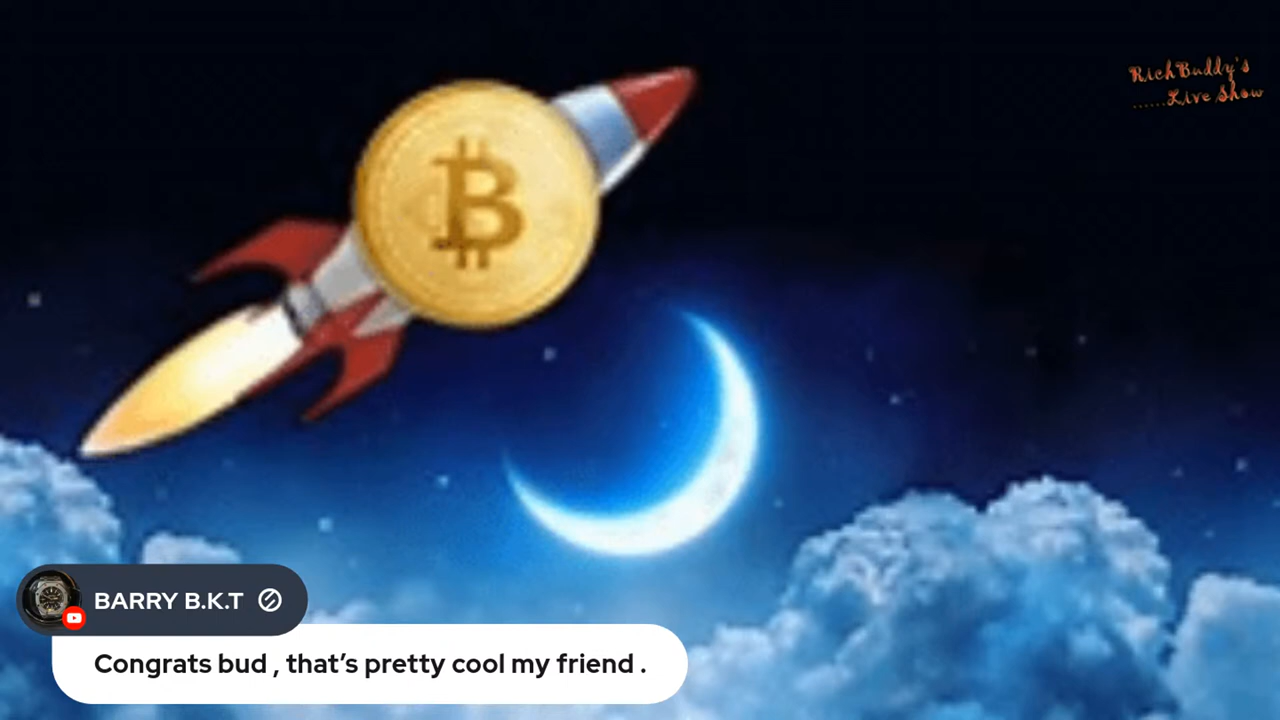 RichBuddy's
......Live Show
BARRY B.K.T
Congrats bud , that’s pretty cool my friend .